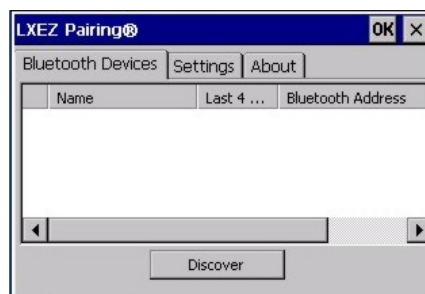 LXEZ Pairing® OK ×
Bluetooth Devices Settings About
Name Last 4 ... Bluetooth Address
Discover